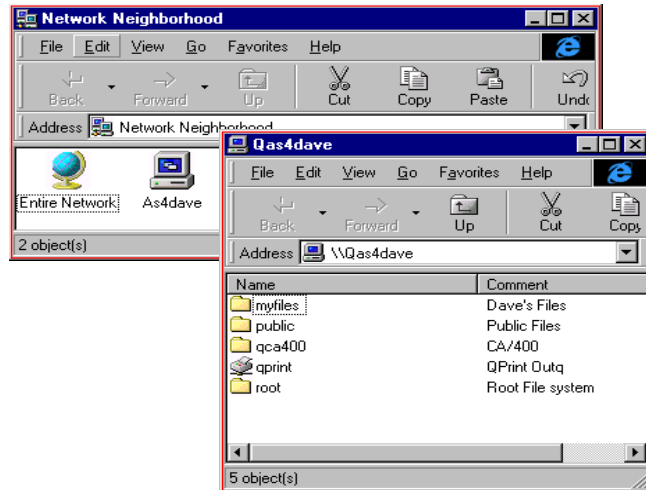 Network Neighborhood
File Edit View Go Favorites Help
Back Forward Up Cut Copy Paste
Address Network Neighborhood
Entire Network As4dave
2 object(s)
Qas4dave
File Edit View Go Favorites Help
Back Forward Up Cut Copy
Address \\Qas4dave
Name Comment
myfiles Dave's Files
public Public Files
qca400 CA/400
qprint QPrint Outq
root Root File system
5 object(s)